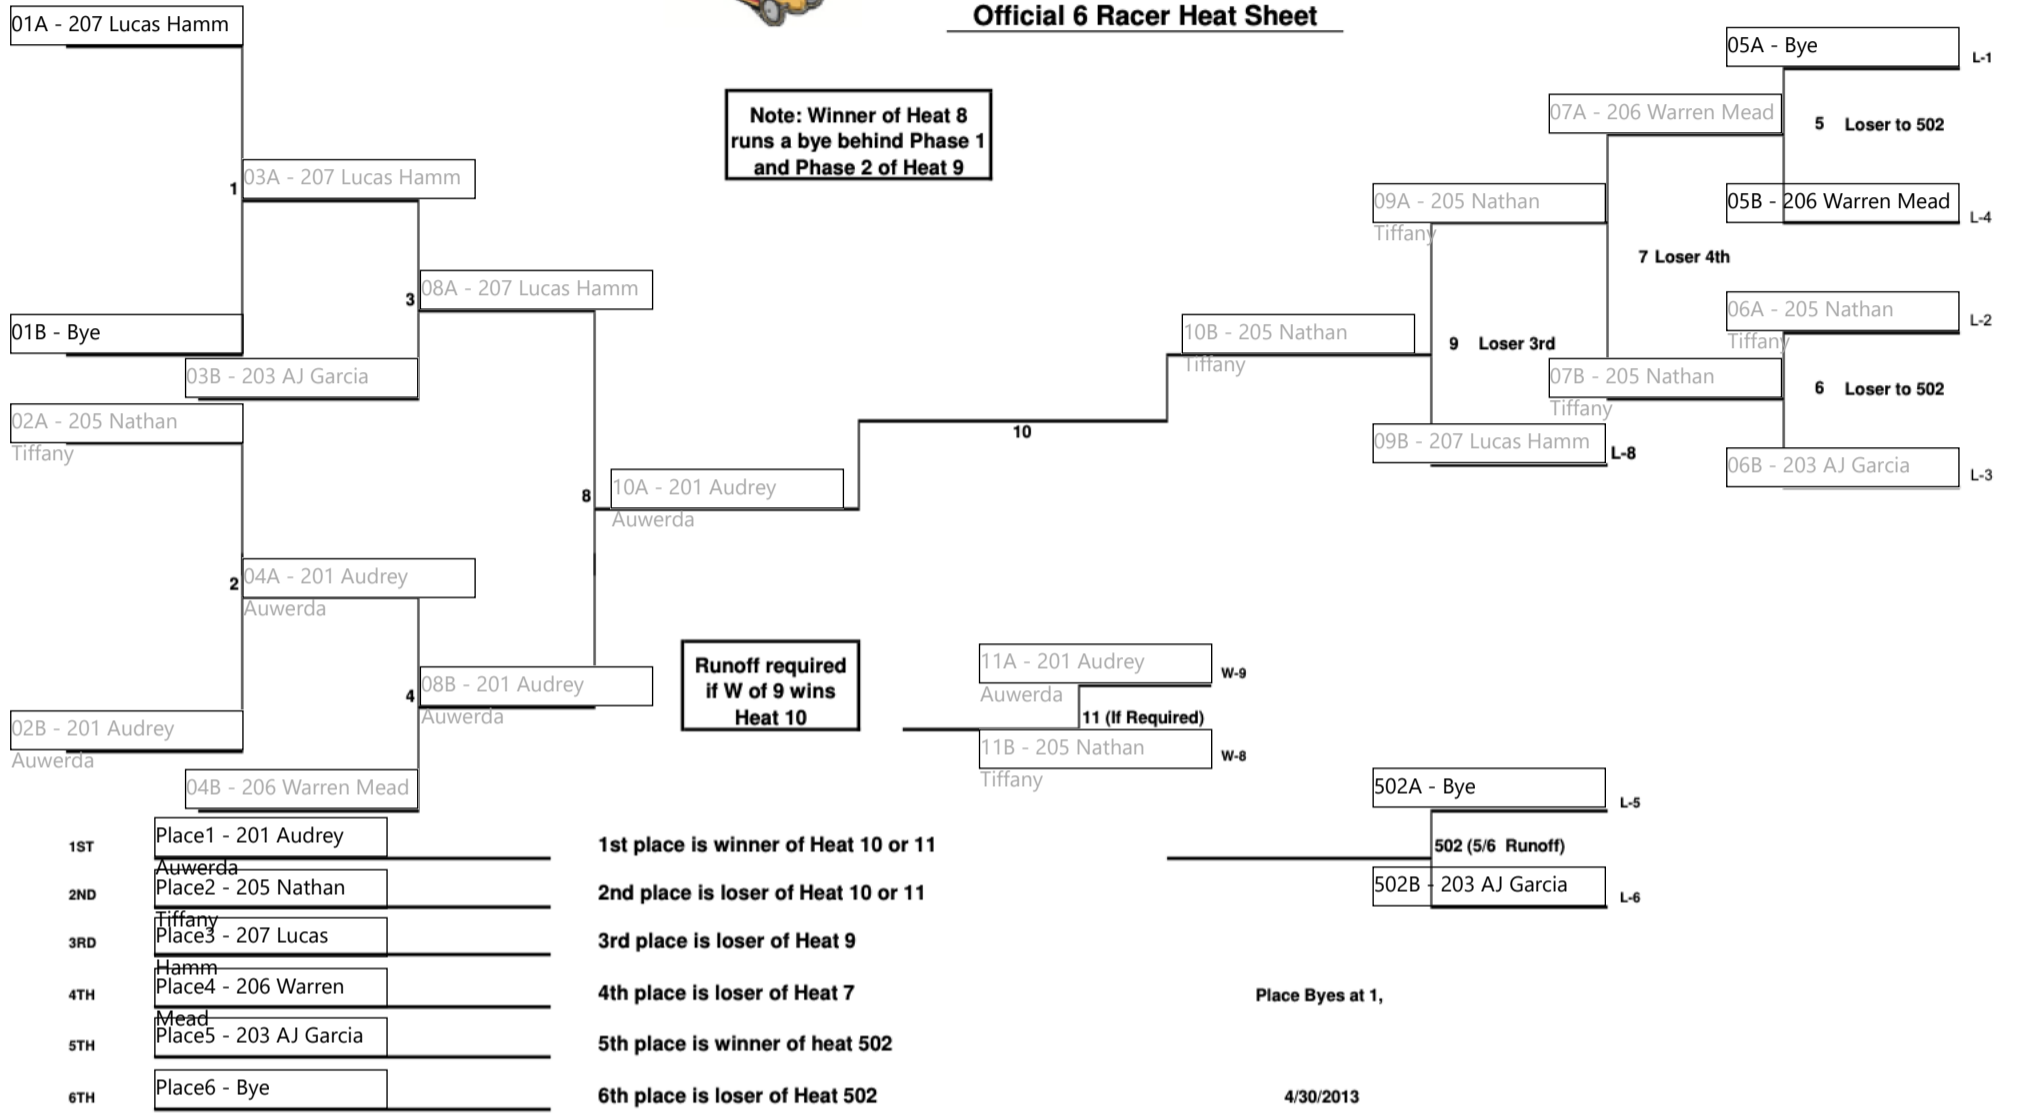 01A - 207 Lucas Hamm
Official 6 Racer Heat Sheet
05A - Bye
L-1
Note: Winner of Heat 8
runs a bye behind Phase 1
and Phase 2 of Heat 9
07A - 206 Warren Mead
5 Loser to 502
1
03A - 207 Lucas Hamm
09A - 205 Nathan
Tiffany
05B - 206 Warren Mead
L-4
7 Loser 4th
3
08A - 207 Lucas Hamm
06A - 205 Nathan
Tiffany
L-2
01B - Bye
10B - 205 Nathan
Tiffany
9 Loser 3rd
03B - 203 AJ Garcia
07B - 205 Nathan
Tiffany
6 Loser to 502
02A - 205 Nathan
Tiffany
10
09B - 207 Lucas Hamm
L-8
06B - 203 AJ Garcia
L-3
8
10A - 201 Audrey
Auwerda
2
04A - 201 Audrey
Auwerda
Runoff required
if W of 9 wins
Heat 10
11A - 201 Audrey
Auwerda
W-9
4
08B - 201 Audrey
Auwerda
11 (If Required)
02B - 201 Audrey
Auwerda
11B - 205 Nathan
Tiffany
W-8
04B - 206 Warren Mead
502A - Bye
L-5
1ST
Place1 - 201 Audrey
Auwerda
1st place is winner of Heat 10 or 11
502 (5/6 Runoff)
2ND
Place2 - 205 Nathan
Tiffany
2nd place is loser of Heat 10 or 11
502B - 203 AJ Garcia
L-6
3RD
Place3 - 207 Lucas
Hamm
3rd place is loser of Heat 9
4TH
Place4 - 206 Warren
Mead
4th place is loser of Heat 7
Place Byes at 1,
5TH
Place5 - 203 AJ Garcia
5th place is winner of heat 502
6TH
Place6 - Bye
6th place is loser of Heat 502
4/30/2013